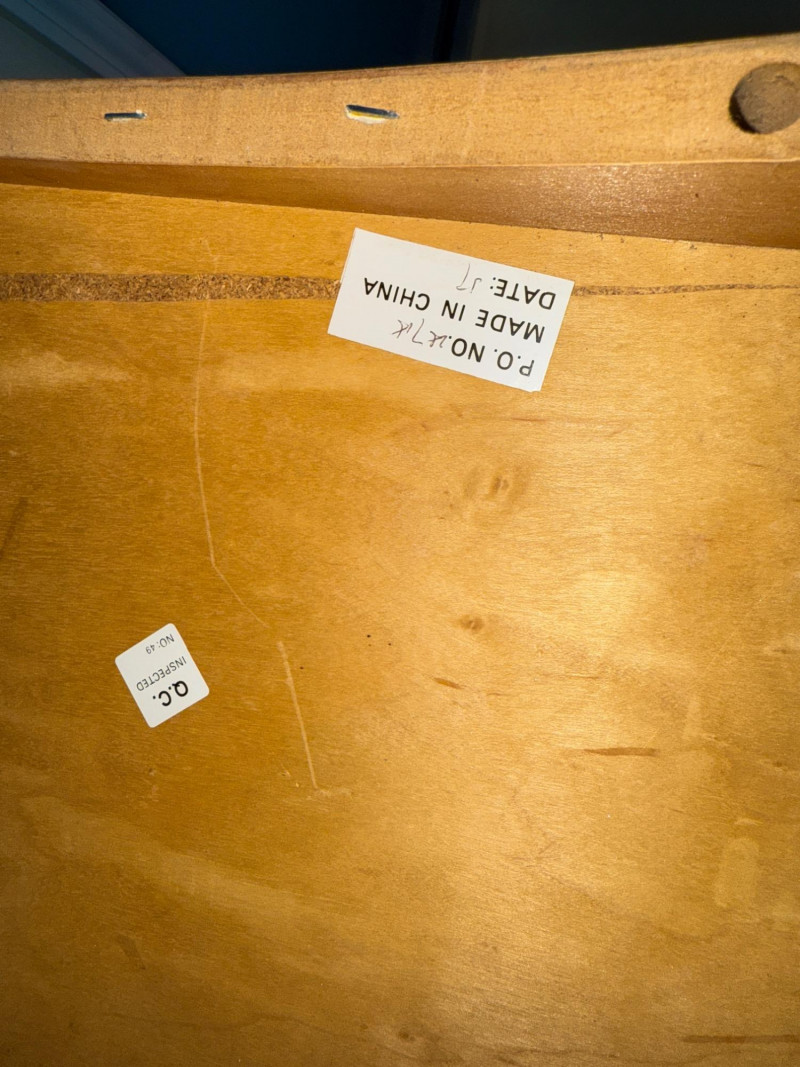 P.O. NO.
MADE IN CHINA
DATE:
Q.C.
INSPECTED
NO:49